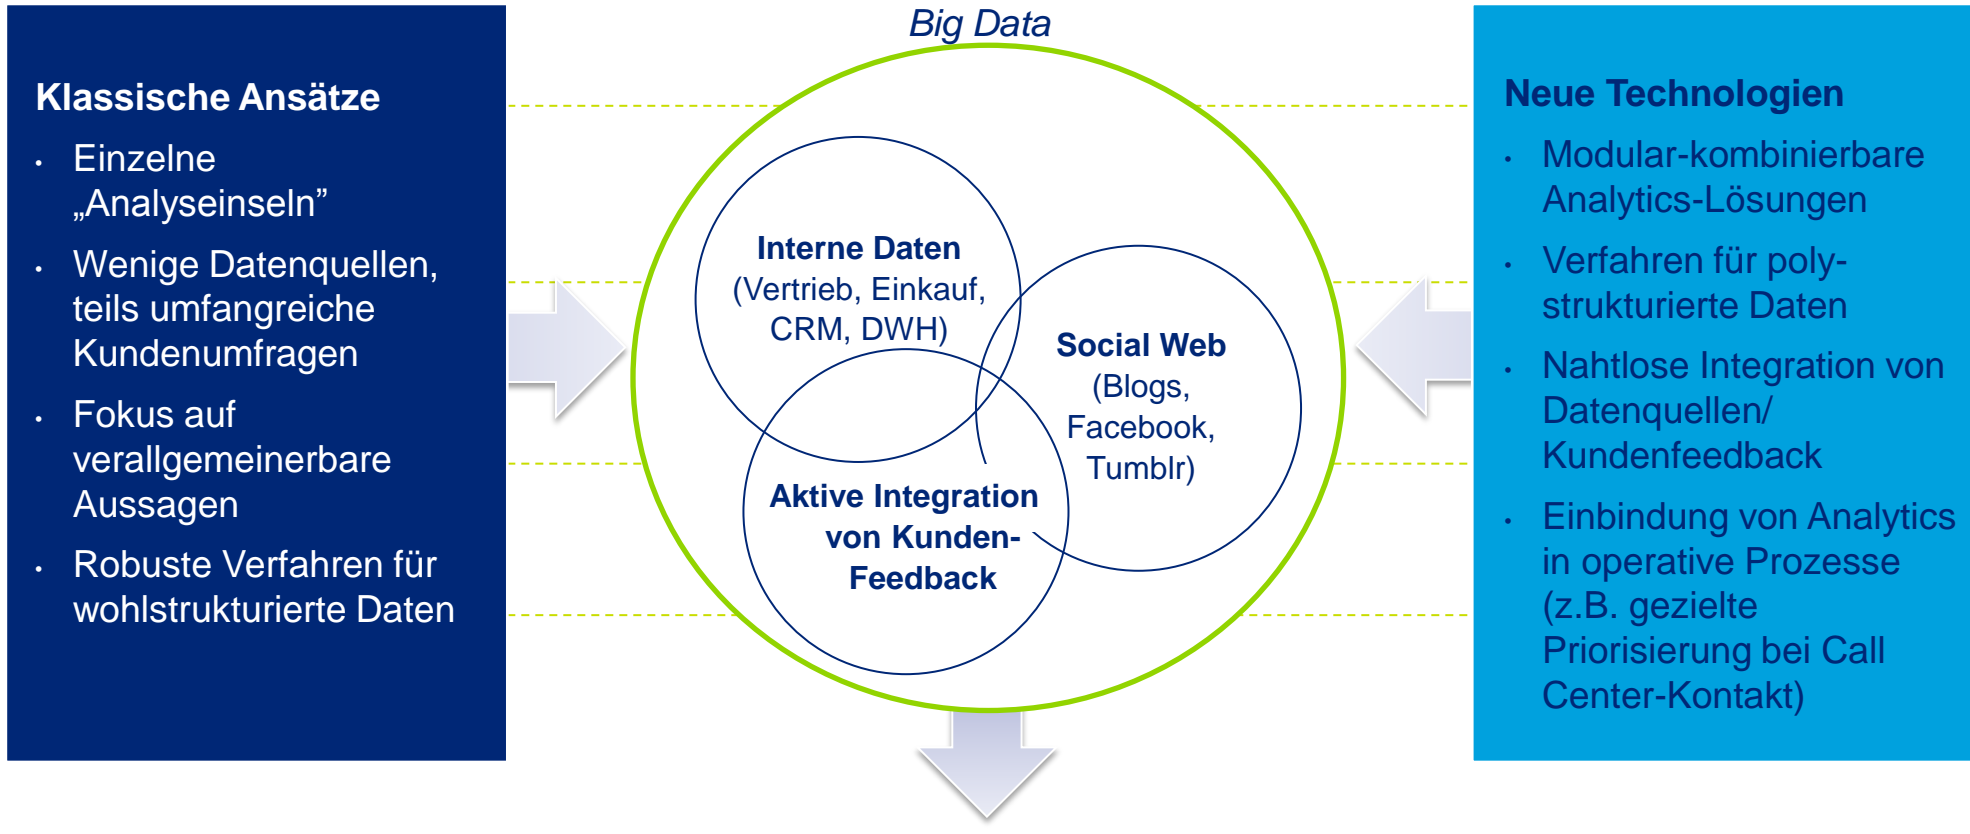 Big Data
Klassische Ansätze
• Einzelne
„Analyseinseln”
• Wenige Datenquellen,
teils umfangreiche
Kundenumfragen
• Fokus auf
verallgemeinerbare
Aussagen
• Robuste Verfahren für
wohlstrukturierte Daten
Interne Daten
(Vertrieb, Einkauf,
CRM, DWH)
Social Web
(Blogs,
Facebook,
Tumblr)
Aktive Integration
von Kunden-
Feedback
Neue Technologien
• Modular-kombinierbare
Analytics-Lösungen
• Verfahren für poly-
strukturierte Daten
• Nahtlose Integration von
Datenquellen/
Kundenfeedback
• Einbindung von Analytics
in operative Prozesse
(z.B. gezielte
Priorisierung bei Call
Center-Kontakt)